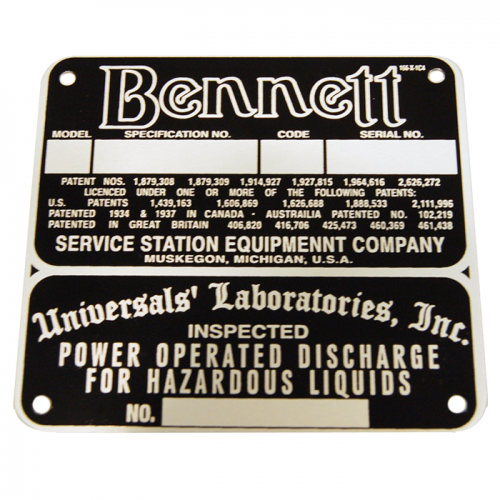 Bennett
MODEL SPECIFICATION NO. CODE SERIAL NO.
PATENT NOS. 1,879,308 1,879,309 1,914,927 1,927,815 1,964,616 2,626,272
LICENCED UNDER ONE OR MORE OF THE FOLLOWING PATENTS:
U.S. PATENTS 1,439,163 1,606,869 1,626,688 1,888,533 2,111,996
PATENTED 1934 & 1937 IN CANADA - AUSTRAILIA PATENTED NO. 102,219
PATENTED IN GREAT BRITAIN 406,820 416,706 425,473 460,369 461,438
SERVICE STATION EQUIPMENNT COMPANY
MUSKEGON, MICHIGAN, U.S.A.
Universals' Laboratories, Inc.
INSPECTED
POWER OPERATED DISCHARGE
FOR HAZARDOUS LIQUIDS
NO.